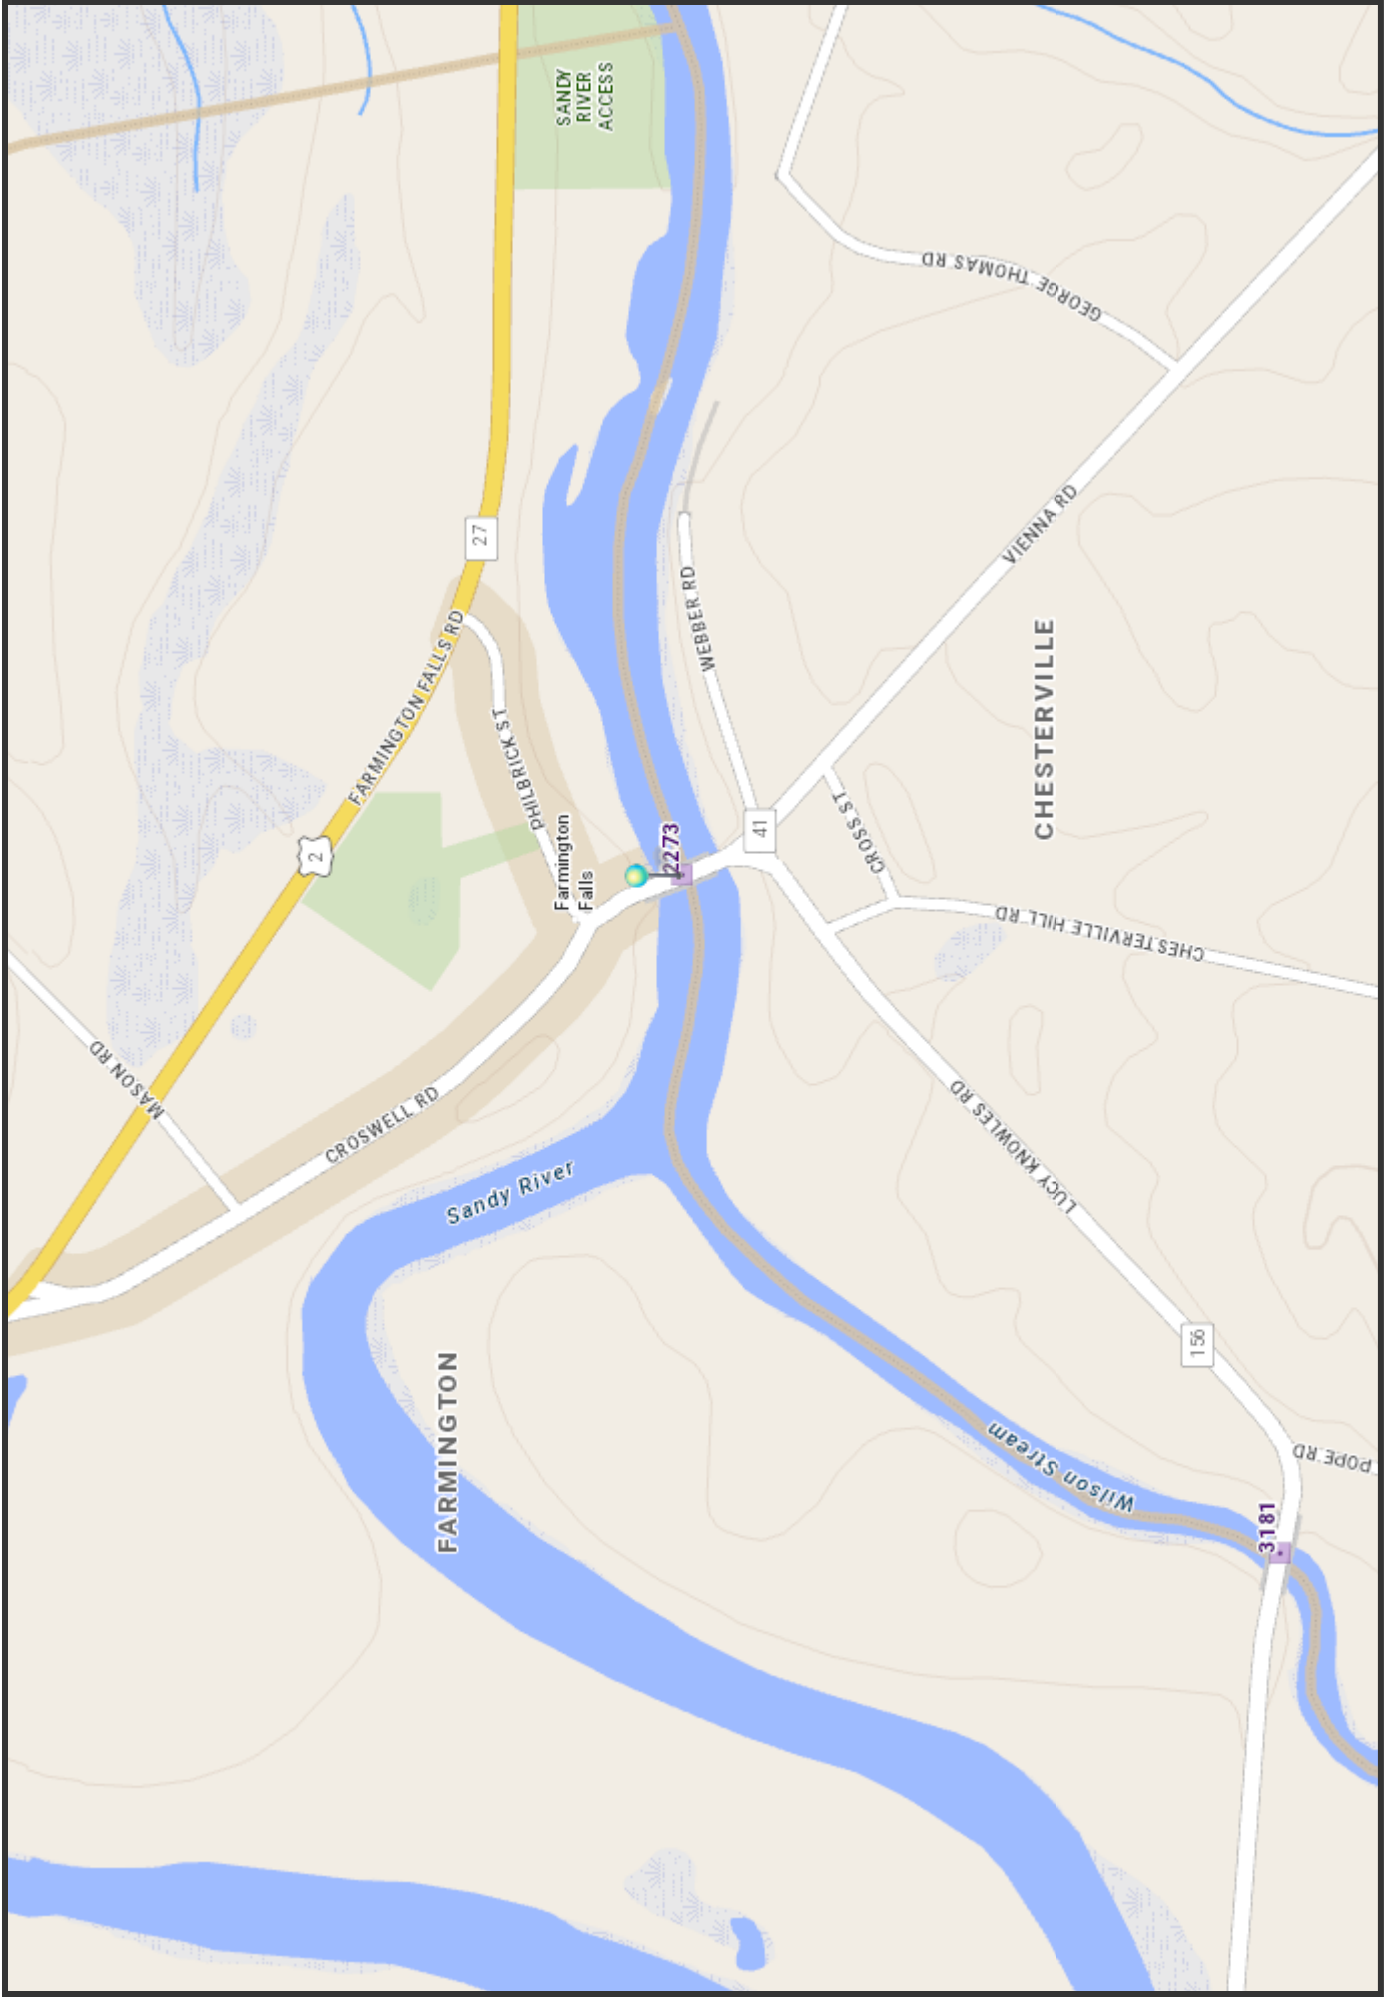 SANDY
RIVER
ACCESS
GEORGE THOMAS RD
27
VIENNA RD
FARMINGTON FALLS RD
WEBBER RD
PHILBRICK ST
CHESTERVILLE
2
Farmington
Falls
2273
41
CROSS ST
CHESTERVILLE HILL RD
MASON RD
CROSWELL RD
LUCY KNOWLES RD
Sandy River
156
FARMINGTON
Wilson Stream
POPE RD
3181